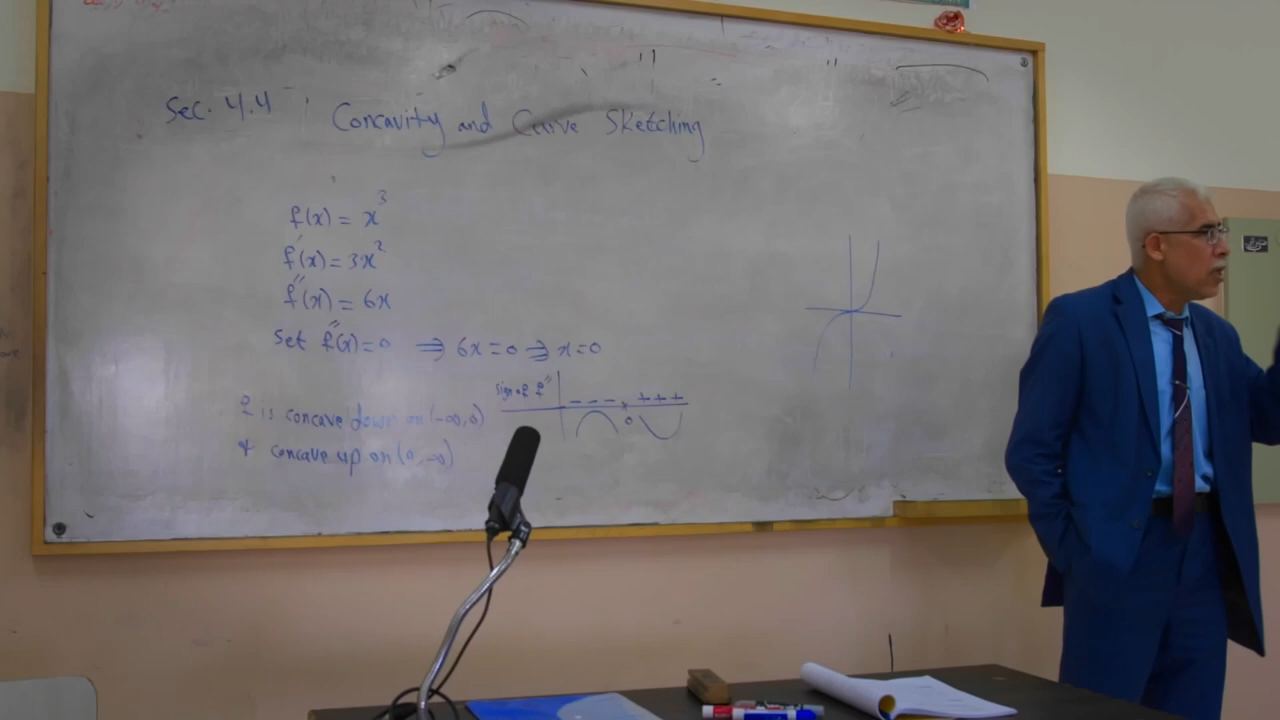 Sec. 4.4 Concavity and Curve Sketching
f(x) = x³
f'(x) = 3x²
f''(x) = 6x
Set f''(x)=0 ⇒ 6x=0 ⇒ x=0
sign of f'' --- +++
0
f is concave down on (-∞,0)
& concave up on (0,-∞)